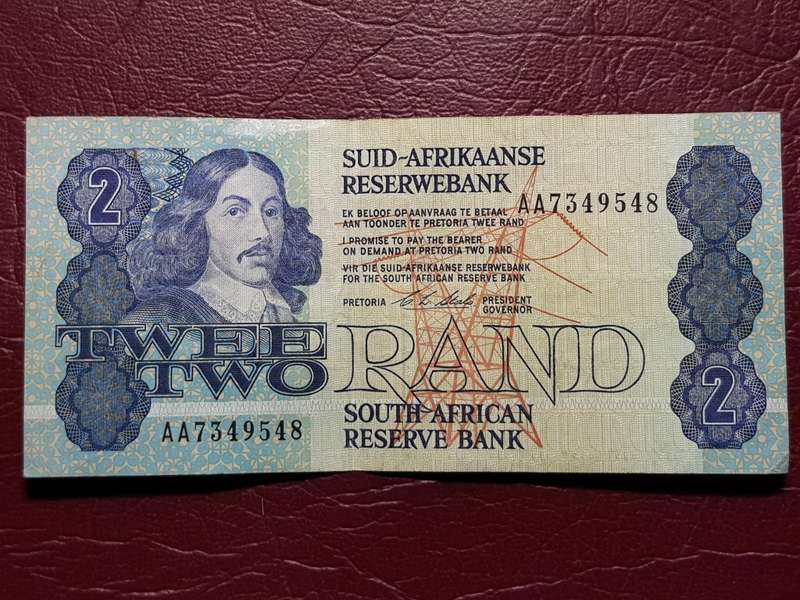 2
SUID-AFRIKAANSE
RESERWEBANK
AA7349548
EK BELOOF OP AANVRAAG TE BETAAL
AAN TOONDER TE PRETORIA TWEE RAND
I PROMISE TO PAY THE BEARER
ON DEMAND AT PRETORIA TWO RAND
VIR DIE SUID-AFRIKAANSE RESERWEBANK
FOR THE SOUTH AFRICAN RESERVE BANK
PRETORIA
PRESIDENT
GOVERNOR
TWEE
TWO
RAND
2
SOUTH AFRICAN
RESERVE BANK
AA7349548